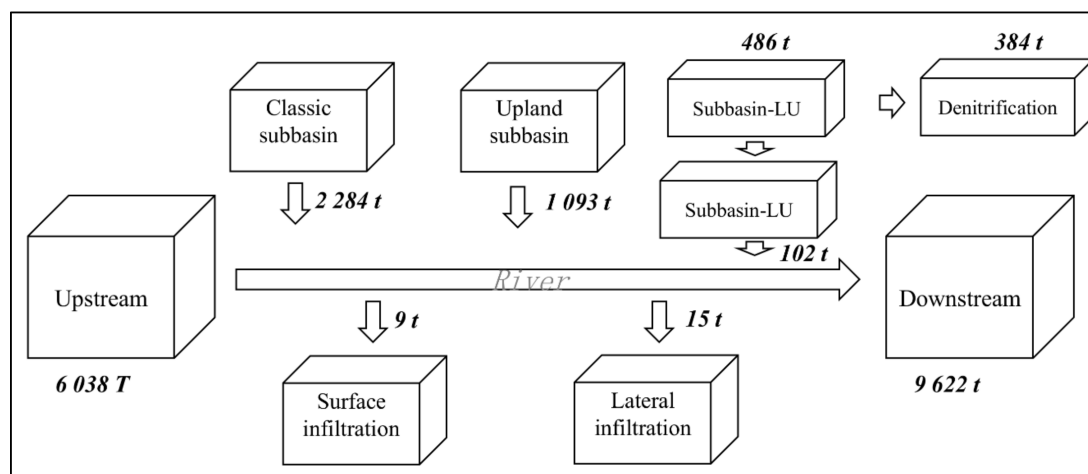 486 t
384 t
Classic
subbasin
Upland
subbasin
Subbasin-LU
Denitrification
2 284 t
1 093 t
Subbasin-LU
102 t
River
Upstream
Downstream
9 t
15 t
6 038 T
Surface
infiltration
Lateral
infiltration
9 622 t